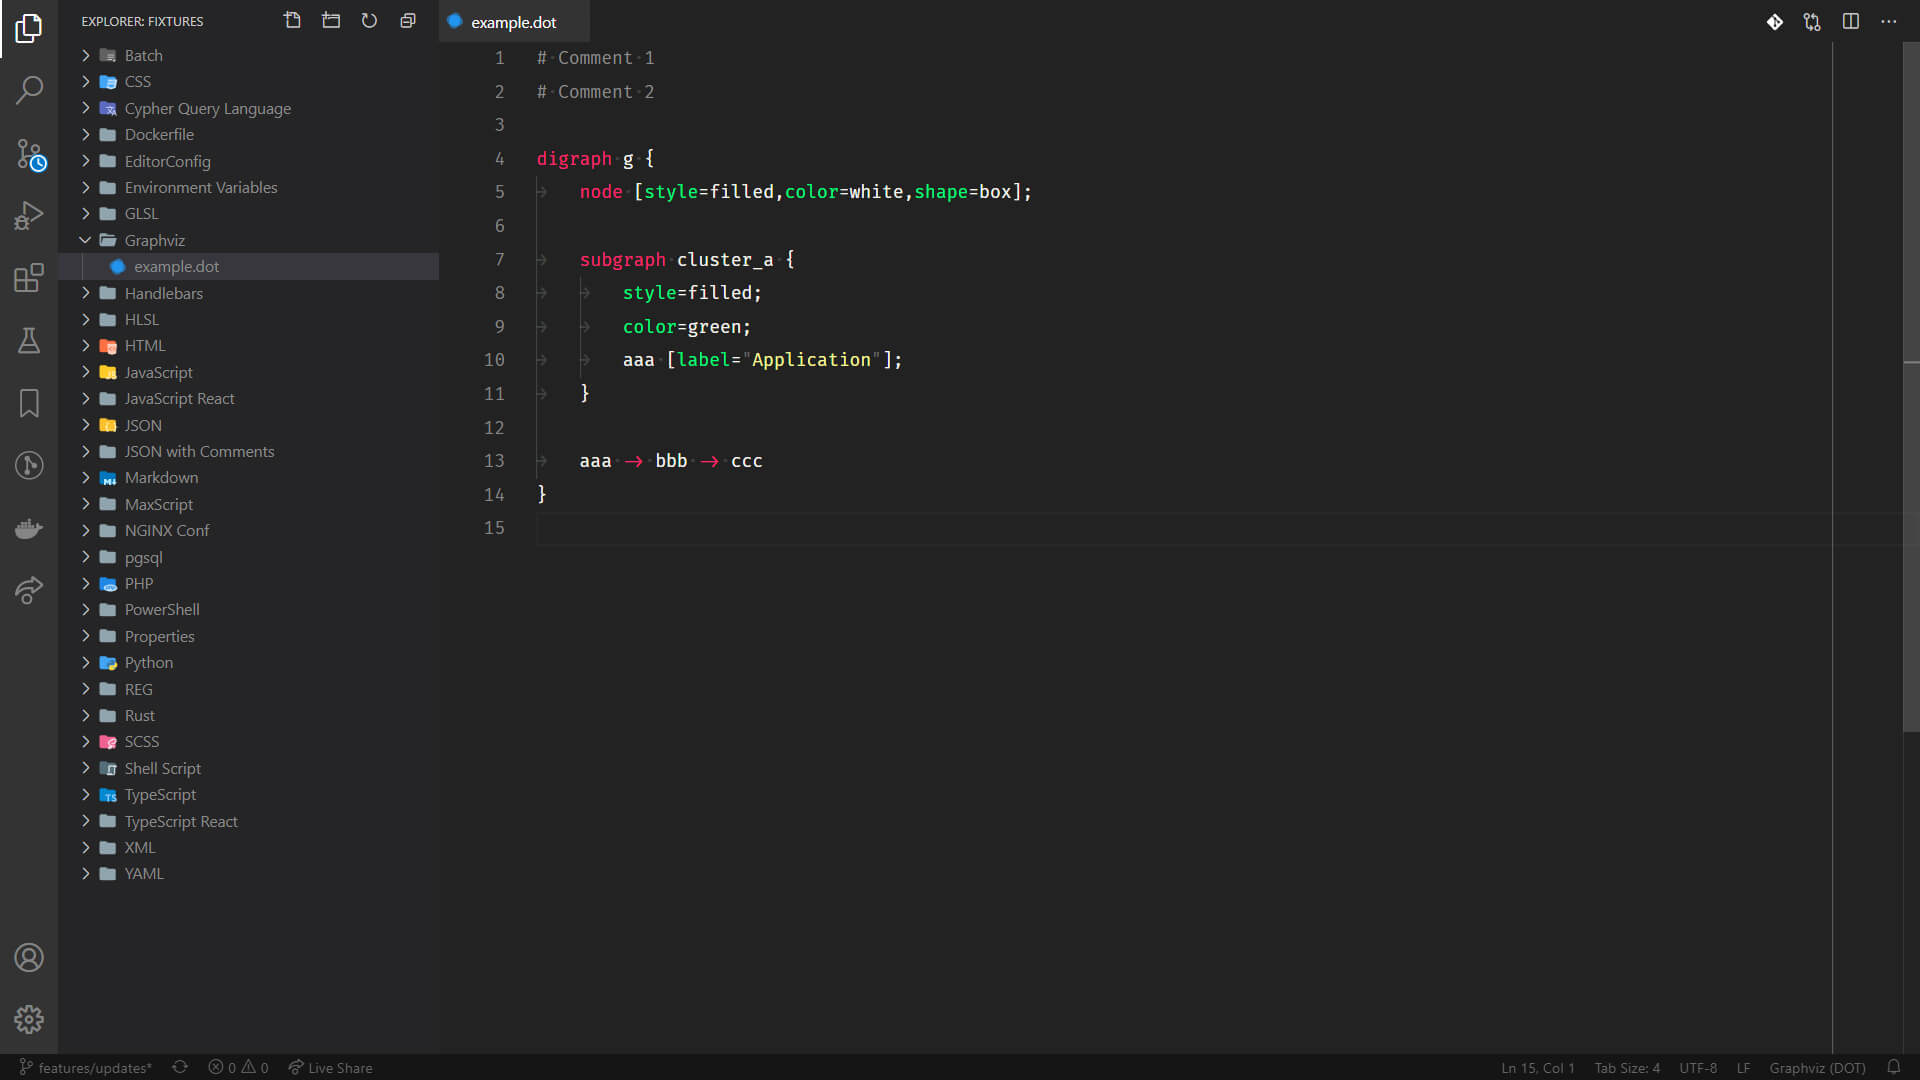 EXPLORER: FIXTURES
Batch
CSS
Cypher Query Language
Dockerfile
EditorConfig
Environment Variables
GLSL
Graphviz
example.dot
Handlebars
HLSL
HTML
JavaScript
JavaScript React
JSON
JSON with Comments
Markdown
MaxScript
NGINX Conf
pgsql
PHP
PowerShell
Properties
Python
REG
Rust
SCSS
Shell Script
TypeScript
TypeScript React
XML
YAML
example.dot
1 # Comment 1
2 # Comment 2
3
4 digraph g {
5 node [style=filled,color=white,shape=box];
6
7 subgraph cluster_a {
8 style=filled;
9 color=green;
10 aaa [label="Application"];
11 }
12
13 aaa -> bbb -> ccc
14 }
15
features/updates* 0 0 Live Share Ln 15, Col 1 Tab Size: 4 UTF-8 LF Graphviz (DOT)